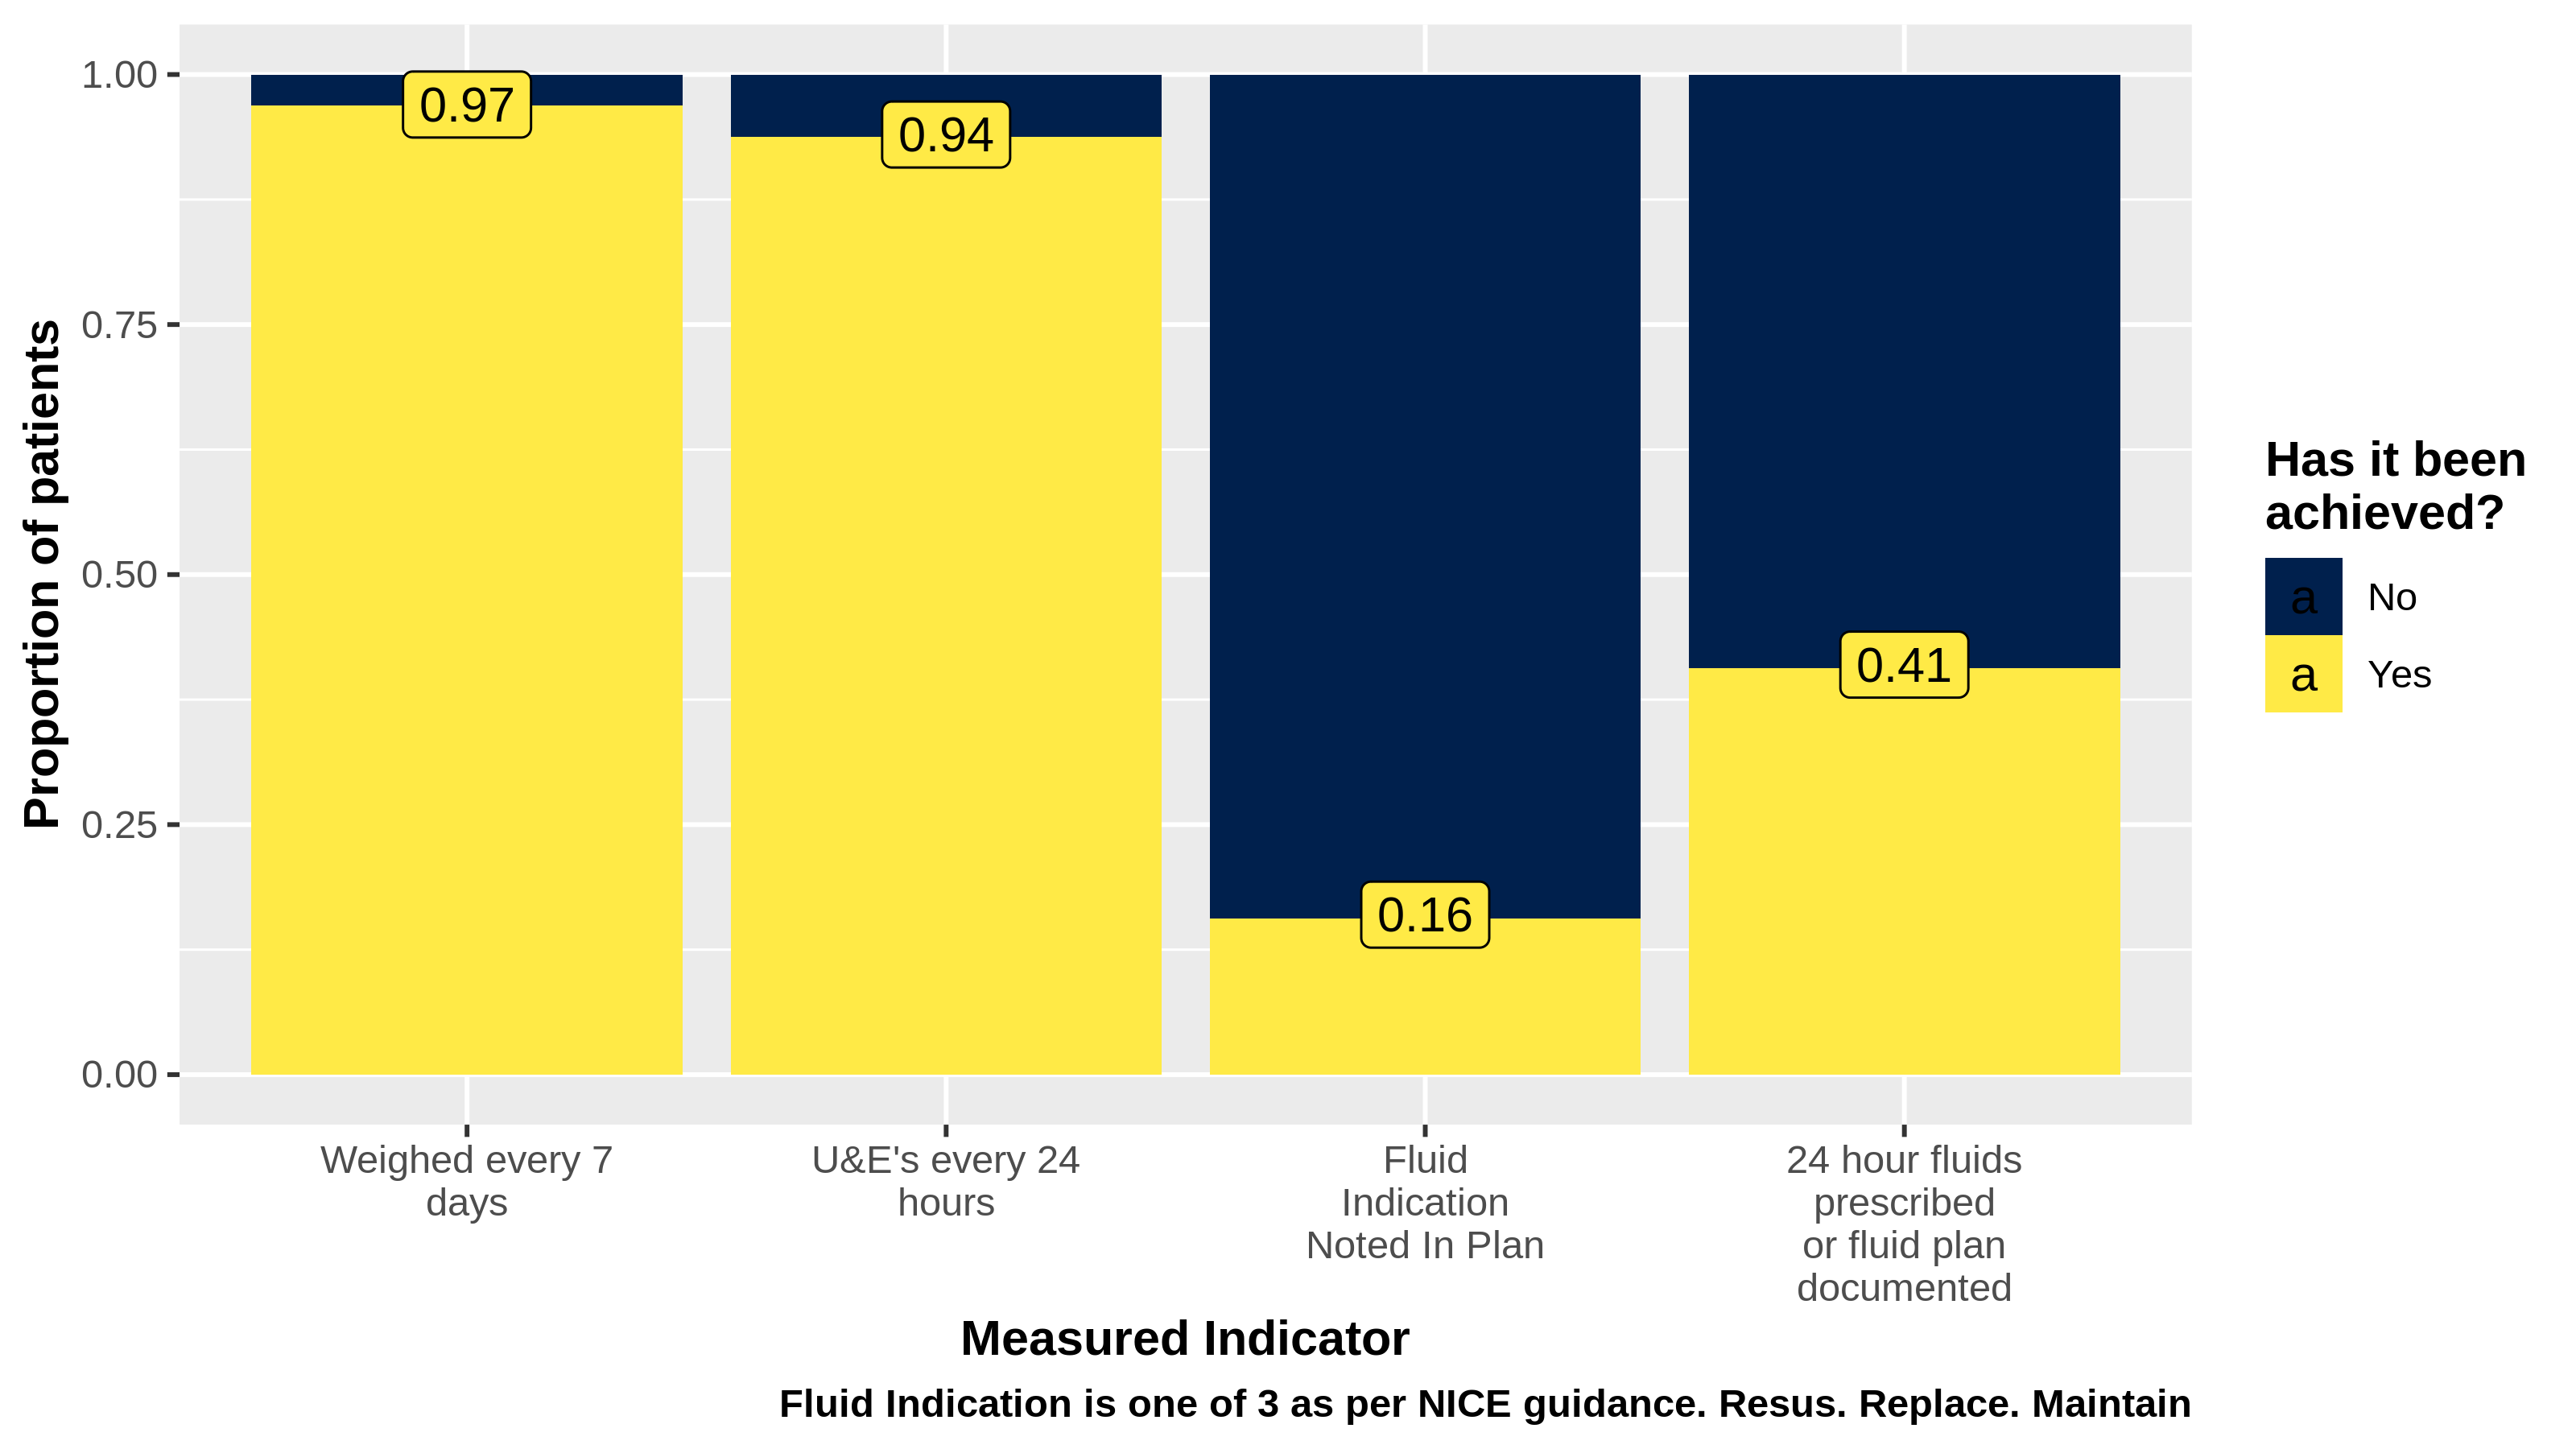 Proportion of patients
1.00
0.75
0.50
0.25
0.00
0.97
0.94
0.16
0.41
Weighed every 7
days
U&E's every 24
hours
Fluid
Indication
Noted In Plan
24 hour fluids
prescribed
or fluid plan
documented
Measured Indicator
Fluid Indication is one of 3 as per NICE guidance. Resus. Replace. Maintain
Has it been
achieved?
a No
a Yes